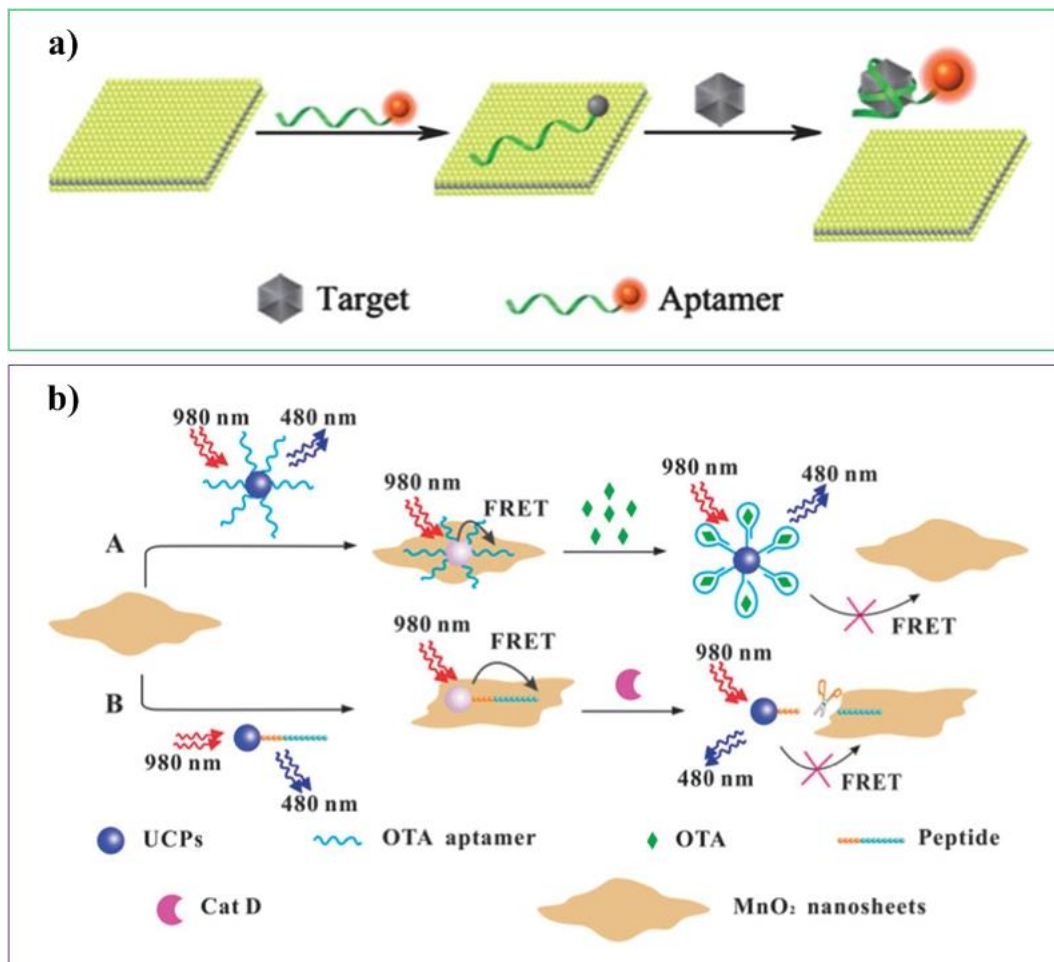 a)
Target
Aptamer
b)
980 nm
480 nm
980 nm
FRET
980 nm
480 nm
A
FRET
980 nm
FRET
980 nm
B
980 nm
480 nm
480 nm
FRET
UCPs
OTA aptamer
OTA
Peptide
Cat D
MnO₂ nanosheets